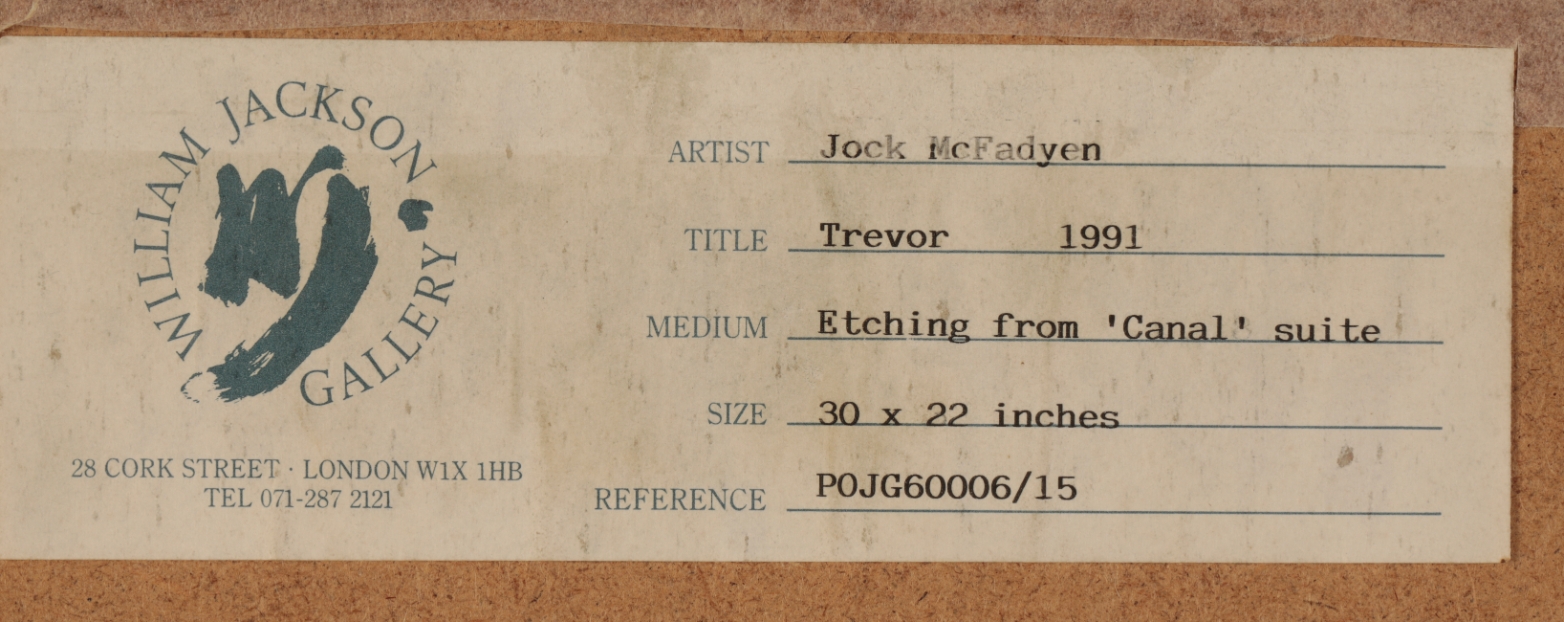 WILLIAM JACKSON • GALLERY
28 CORK STREET · LONDON W1X 1HB
TEL 071-287 2121
ARTIST Jock McFadyen
TITLE Trevor 1991
MEDIUM Etching from 'Canal' suite
SIZE 30 x 22 inches
REFERENCE POJG60006/15